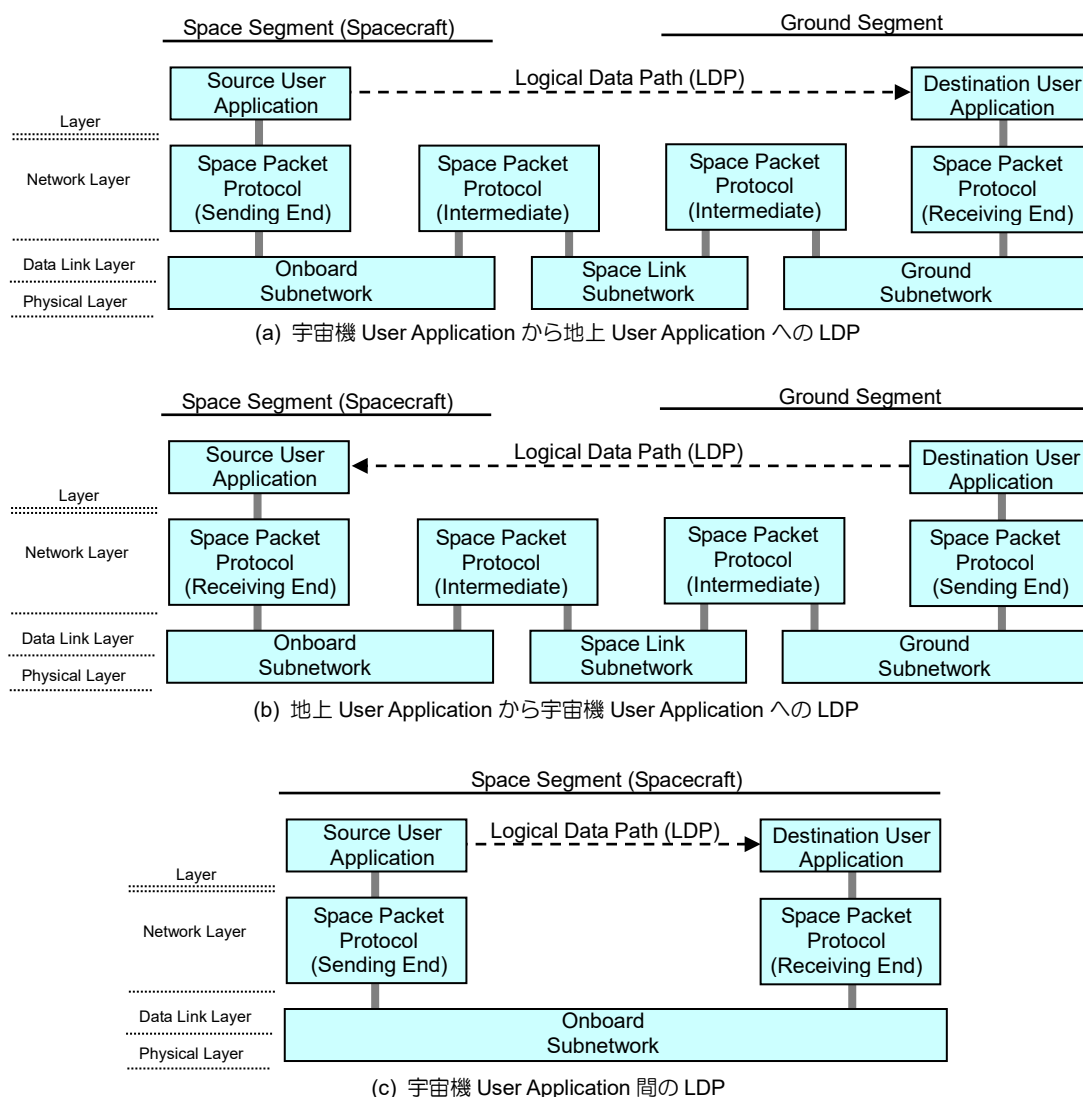 Space Segment (Spacecraft)
Ground Segment
Source User
Application
Logical Data Path (LDP)
Destination User
Application
Layer
Network Layer
Space Packet
Protocol
(Sending End)
Space Packet
Protocol
(Intermediate)
Space Packet
Protocol
(Intermediate)
Space Packet
Protocol
(Receiving End)
Data Link Layer
Physical Layer
Onboard
Subnetwork
Space Link
Subnetwork
Ground
Subnetwork
(a) 宇宙機 User Application から地上 User Application への LDP
Space Segment (Spacecraft)
Ground Segment
Source User
Application
Logical Data Path (LDP)
Destination User
Application
Layer
Network Layer
Space Packet
Protocol
(Receiving End)
Space Packet
Protocol
(Intermediate)
Space Packet
Protocol
(Intermediate)
Space Packet
Protocol
(Sending End)
Data Link Layer
Physical Layer
Onboard
Subnetwork
Space Link
Subnetwork
Ground
Subnetwork
(b) 地上 User Application から宇宙機 User Application への LDP
Space Segment (Spacecraft)
Source User
Application
Logical Data Path (LDP)
Destination User
Application
Layer
Network Layer
Space Packet
Protocol
(Sending End)
Space Packet
Protocol
(Receiving End)
Data Link Layer
Physical Layer
Onboard
Subnetwork
(c) 宇宙機 User Application 間の LDP